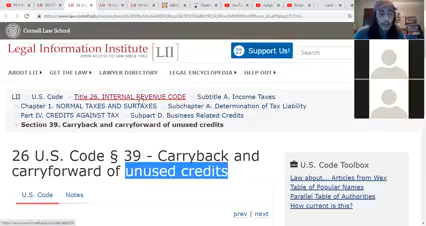 Cornell Law School
Legal Information Institute [LII]
OPEN ACCESS TO LAW SINCE 1992
Support Us!
Search
ABOUT LII
GET THE LAW
LAWYER DIRECTORY
LEGAL ENCYCLOPEDIA
HELP OUT
LII > U.S. Code > Title 26. INTERNAL REVENUE CODE > Subtitle A. Income Taxes
> Chapter 1. NORMAL TAXES AND SURTAXES > Subchapter A. Determination of Tax Liability
> Part IV. CREDITS AGAINST TAX > Subpart D. Business Related Credits
> Section 39. Carryback and carryforward of unused credits
26 U.S. Code § 39 - Carryback and
carryforward of unused credits
U.S. Code
Notes
prev | next
U.S. Code Toolbox
Law about... Articles from Wex
Table of Popular Names
Parallel Table of Authorities
How current is this?